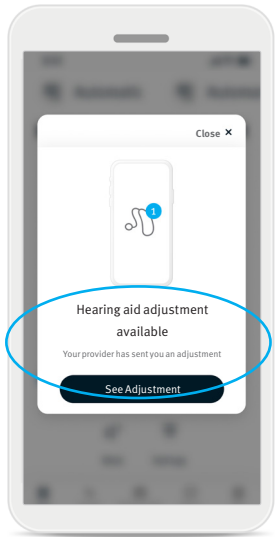 Close ×
1
Hearing aid adjustment
available
Your provider has sent you an adjustment
See Adjustment